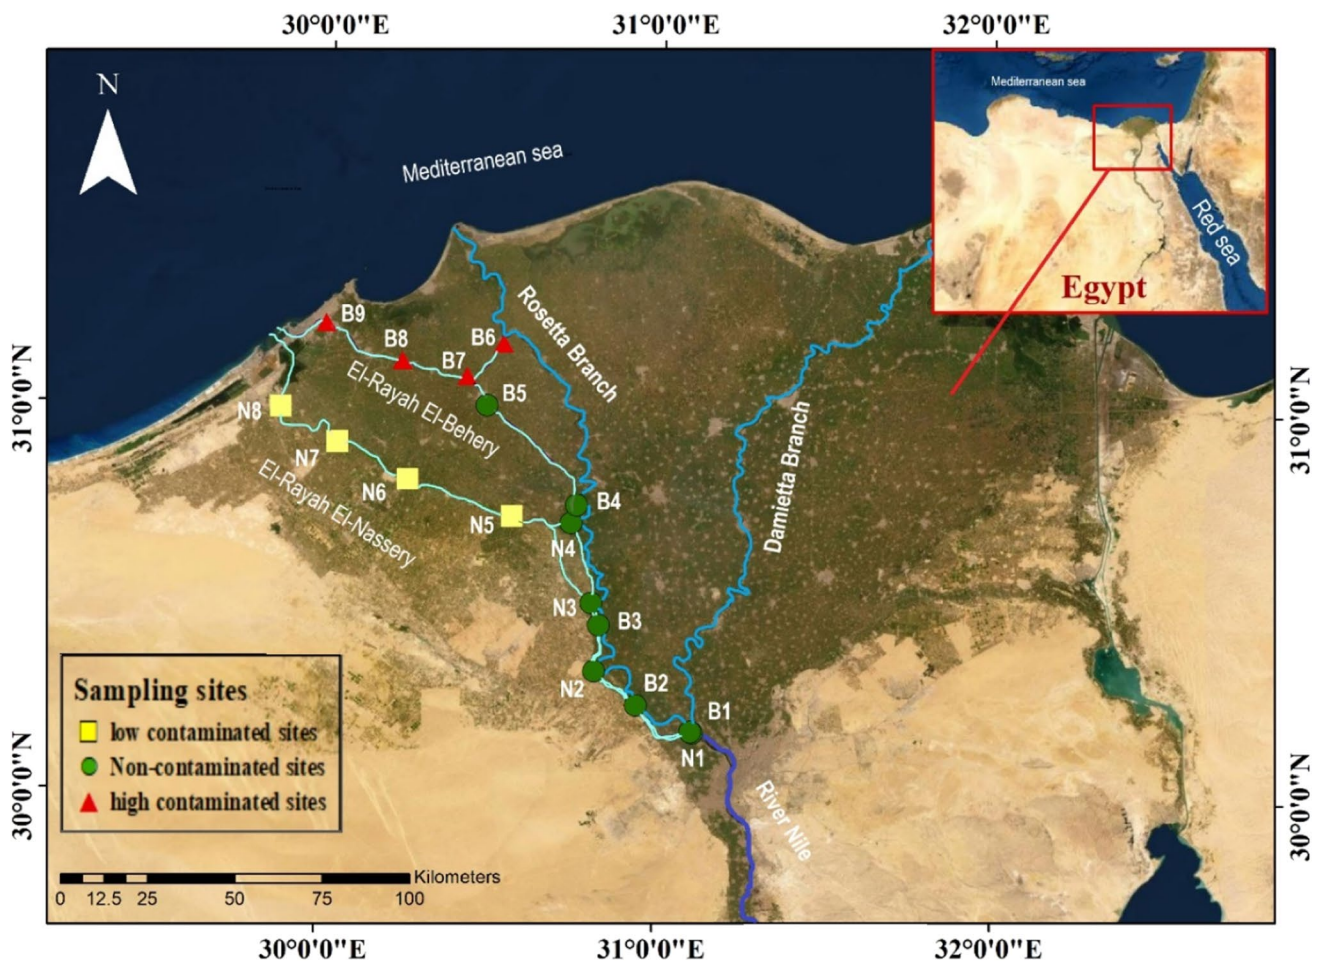 30°0'0"E
31°0'0"E
32°0'0"E
N
Mediterranean sea
Mediterranean sea
Red sea
Egypt
Rosetta Branch
B9
B8
B6
B7
B5
El-Rayah El-Behery
N8
N7
N6
El-Rayah El-Nassery
N5
B4
N4
Damietta Branch
N3
B3
N2
B2
B1
N1
River Nile
31°0'0"N
31°0'0"N
30°0'0"N
30°0'0"N
Sampling sites
low contaminated sites
Non-contaminated sites
high contaminated sites
Kilometers
0 12.5 25 50 75 100
30°0'0"E
31°0'0"E
32°0'0"E